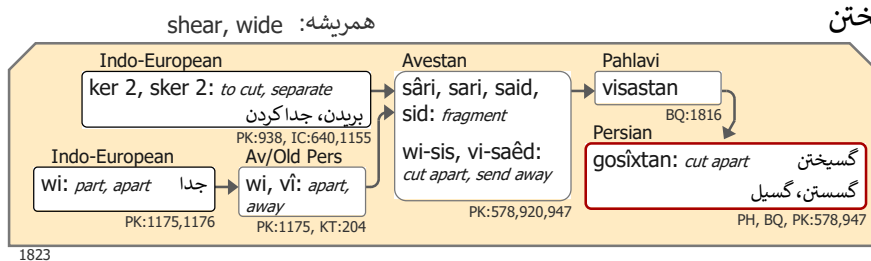 همریشه: shear, wide
Indo-European
ker 2, sker 2: to cut, separate
بریدن، جدا کردن
PK:938, IC:640,1155
Indo-European
wi: part, apart جدا
PK:1175,1176
Av/Old Pers
wi, vî: apart,
away
PK:1175, KT:204
Avestan
sâri, sari, said,
sid: fragment
wi-sis, vi-saêd:
cut apart, send away
PK:578,920,947
Pahlavi
visastan
BQ:1816
Persian
gosîxtan: cut apart گسیختن
گسستن، گسیل
PH, BQ, PK:578,947
1823